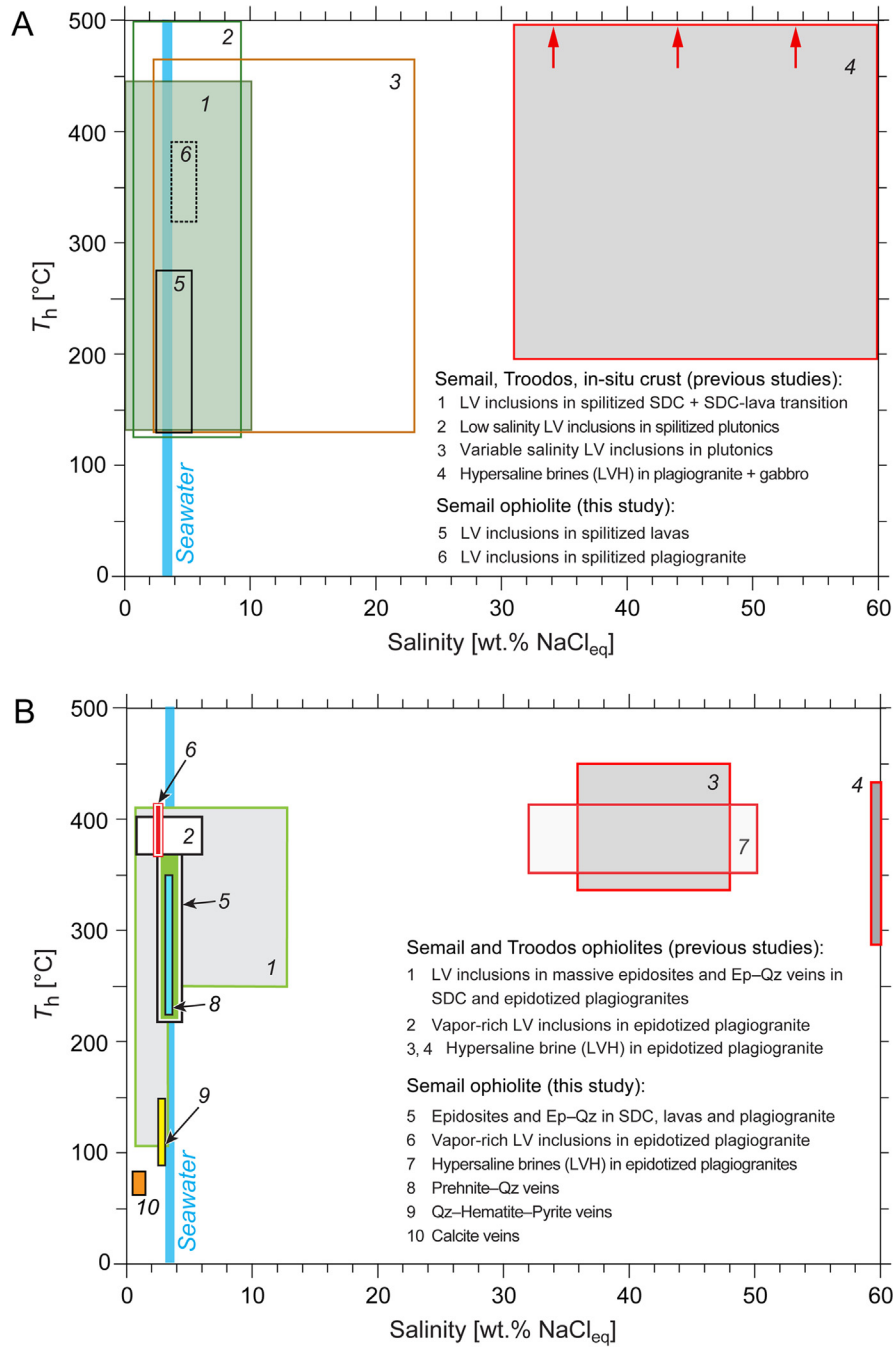 A
500
400
300
200
100
0
Th [°C]
0
10
20
30
40
50
60
Salinity [wt.% NaCleq]
Seawater
1
2
3
4
5
6
Semail, Troodos, in-situ crust (previous studies):
1 LV inclusions in spilitized SDC + SDC-lava transition
2 Low salinity LV inclusions in spilitized plutonics
3 Variable salinity LV inclusions in plutonics
4 Hypersaline brines (LVH) in plagiogranite + gabbro
Semail ophiolite (this study):
5 LV inclusions in spilitized lavas
6 LV inclusions in spilitized plagiogranite
B
500
400
300
200
100
0
Th [°C]
0
10
20
30
40
50
60
Salinity [wt.% NaCleq]
Seawater
6
2
5
1
8
9
10
3
7
4
Semail and Troodos ophiolites (previous studies):
1 LV inclusions in massive epidosites and Ep–Qz veins in
SDC and epidotized plagiogranites
2 Vapor-rich LV inclusions in epidotized plagiogranite
3, 4 Hypersaline brine (LVH) in epidotized plagiogranite
Semail ophiolite (this study):
5 Epidosites and Ep–Qz in SDC, lavas and plagiogranite
6 Vapor-rich LV inclusions in epidotized plagiogranite
7 Hypersaline brines (LVH) in epidotized plagiogranites
8 Prehnite–Qz veins
9 Qz–Hematite–Pyrite veins
10 Calcite veins